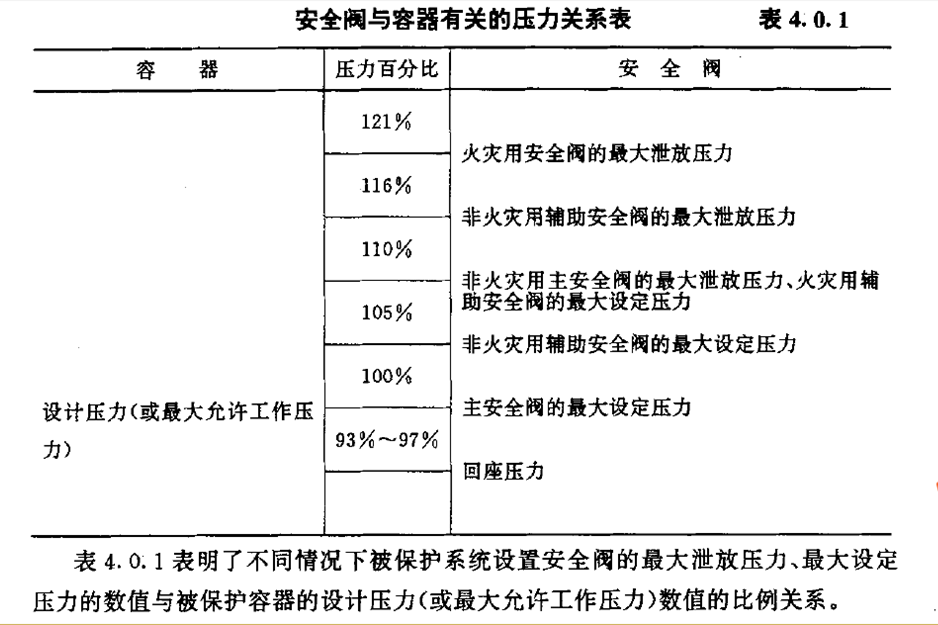 安全阀与容器有关的压力关系表 表 4.0.1
容 器 压力百分比 安 全 阀
121%
火灾用安全阀的最大泄放压力
116%
非火灾用辅助安全阀的最大泄放压力
110%
非火灾用主安全阀的最大泄放压力、火灾用辅
助安全阀的最大设定压力
105%
非火灾用辅助安全阀的最大设定压力
100%
设计压力(或最大允许工作压
力)
主安全阀的最大设定压力
93%~97%
回座压力
表 4.0.1 表明了不同情况下被保护系统设置安全阀的最大泄放压力、最大设定
压力的数值与被保护容器的设计压力(或最大允许工作压力)数值的比例关系。